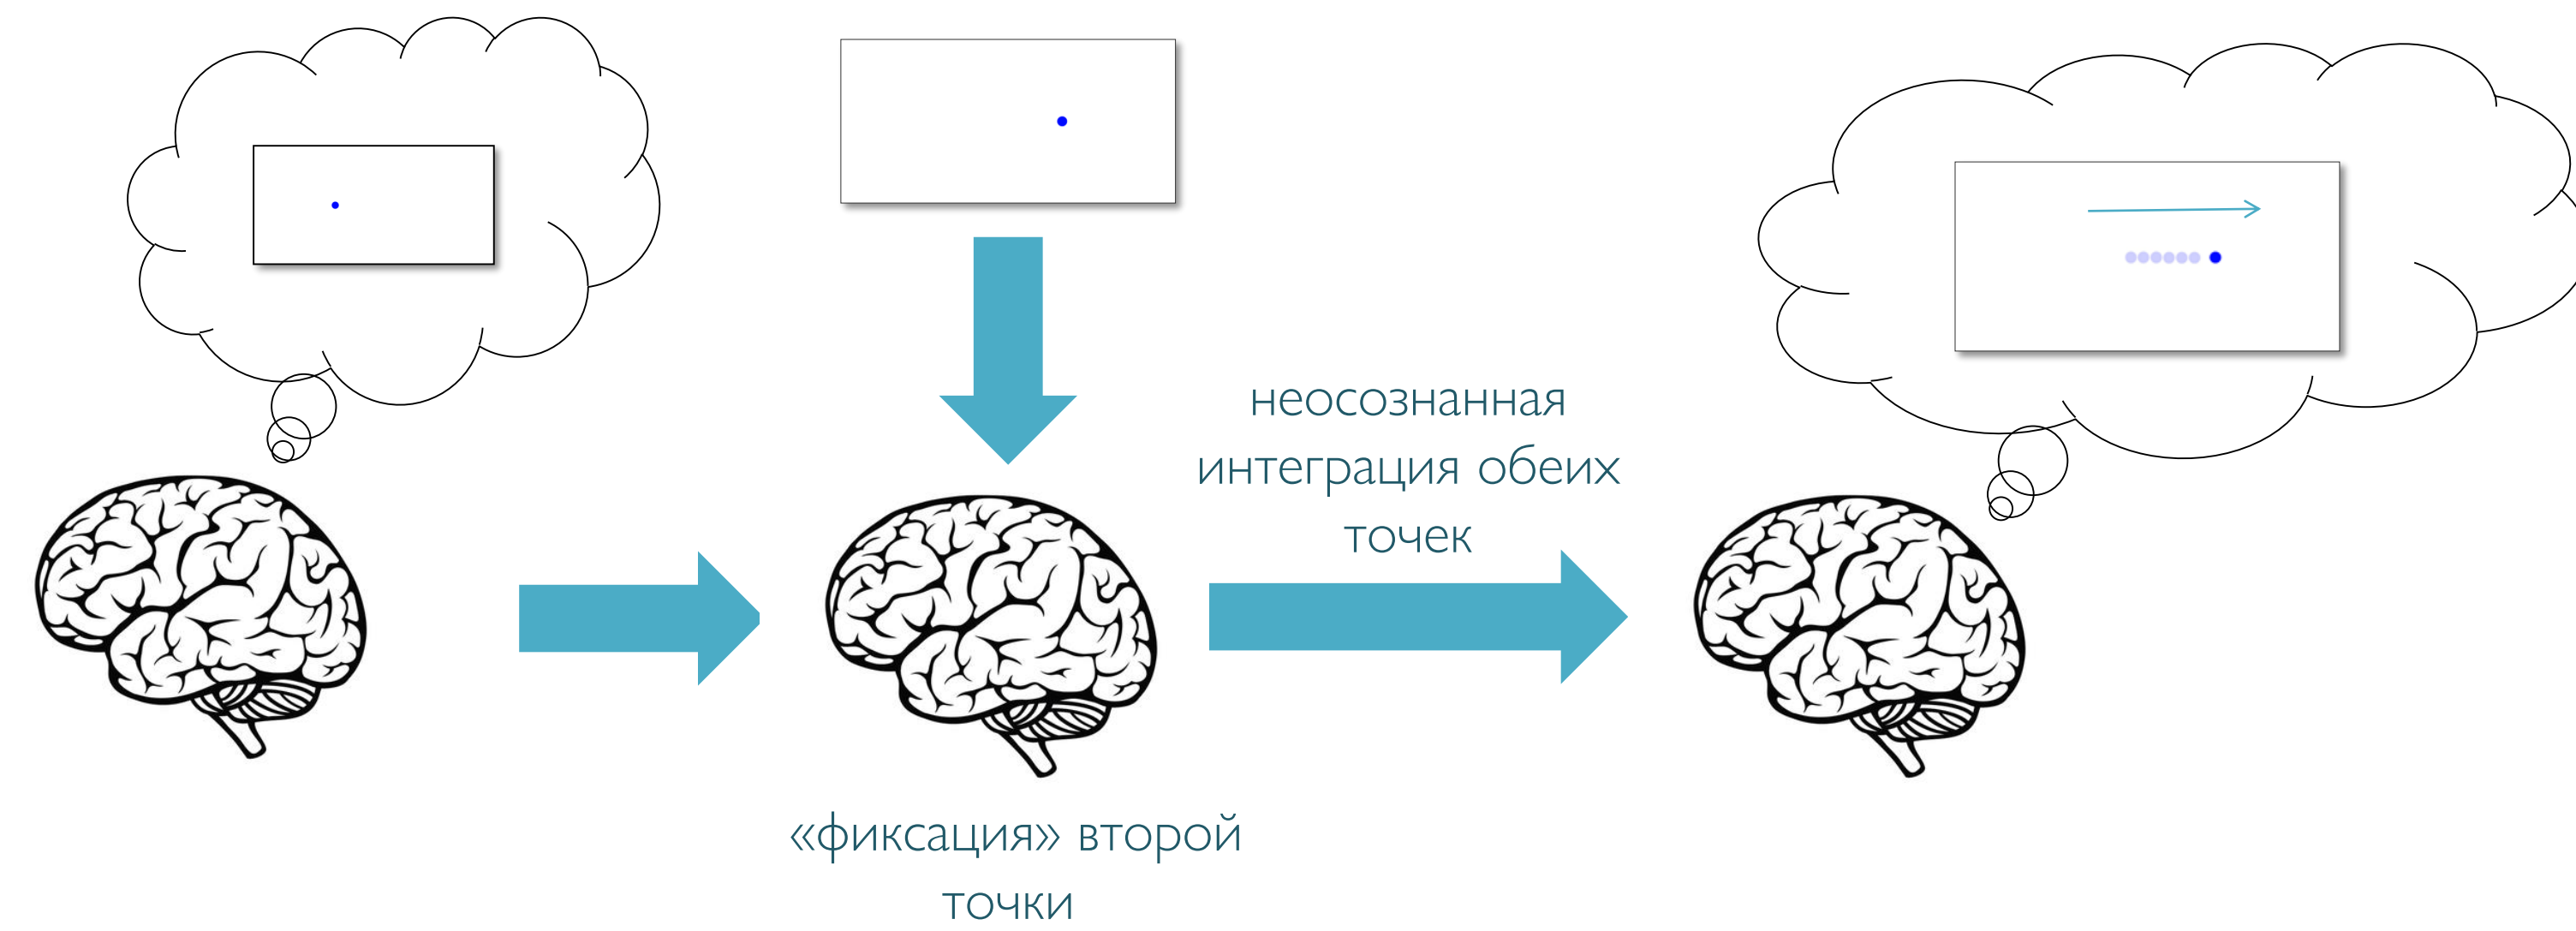 неосознанная
интеграция обеих
точек
«фиксация» второй
точки